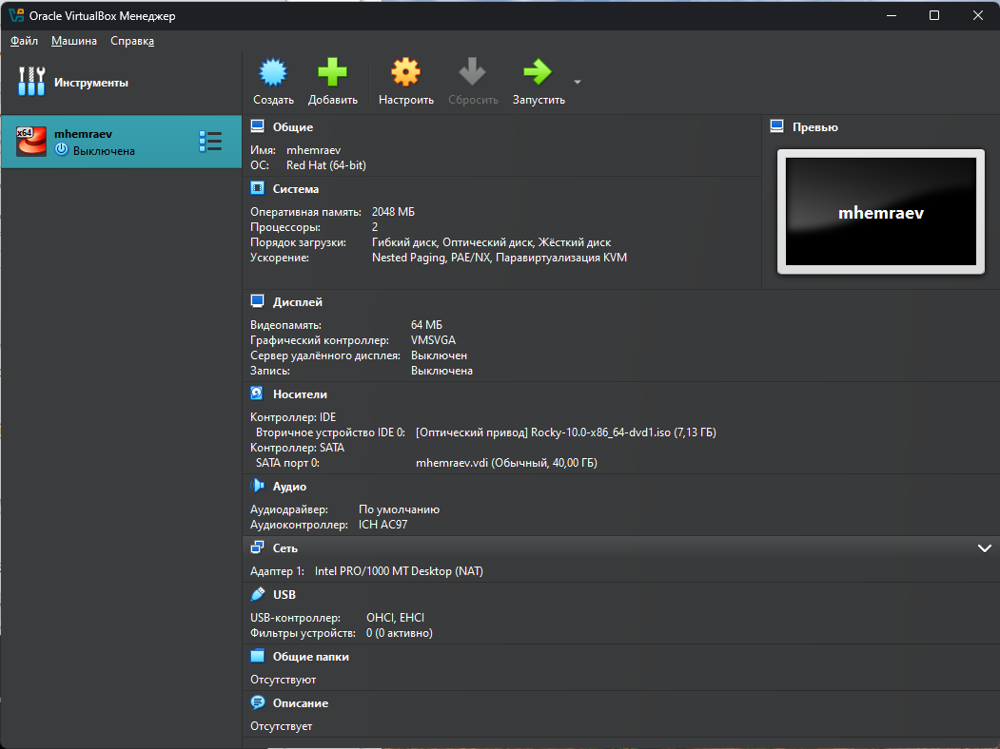 Oracle VirtualBox Менеджер
Файл Машина Справка
Инструменты
Создать Добавить Настроить Сбросить Запустить
x64
mhemraev
Выключена
Общие
Имя: mhemraev
ОС: Red Hat (64-bit)
Превью
mhemraev
Система
Оперативная память: 2048 МБ
Процессоры: 2
Порядок загрузки: Гибкий диск, Оптический диск, Жёсткий диск
Ускорение: Nested Paging, PAE/NX, Паравиртуализация KVM
Дисплей
Видеопамять: 64 МБ
Графический контроллер: VMSVGA
Сервер удалённого дисплея: Выключен
Запись: Выключена
Носители
Контроллер: IDE
Вторичное устройство IDE 0: [Оптический привод] Rocky-10.0-x86_64-dvd1.iso (7,13 ГБ)
Контроллер: SATA
SATA порт 0: mhemraev.vdi (Обычный, 40,00 ГБ)
Аудио
Аудиодрайвер: По умолчанию
Аудиоконтроллер: ICH AC97
Сеть
Адаптер 1: Intel PRO/1000 MT Desktop (NAT)
USB
USB-контроллер: OHCI, EHCI
Фильтры устройств: 0 (0 активно)
Общие папки
Отсутствуют
Описание
Отсутствует